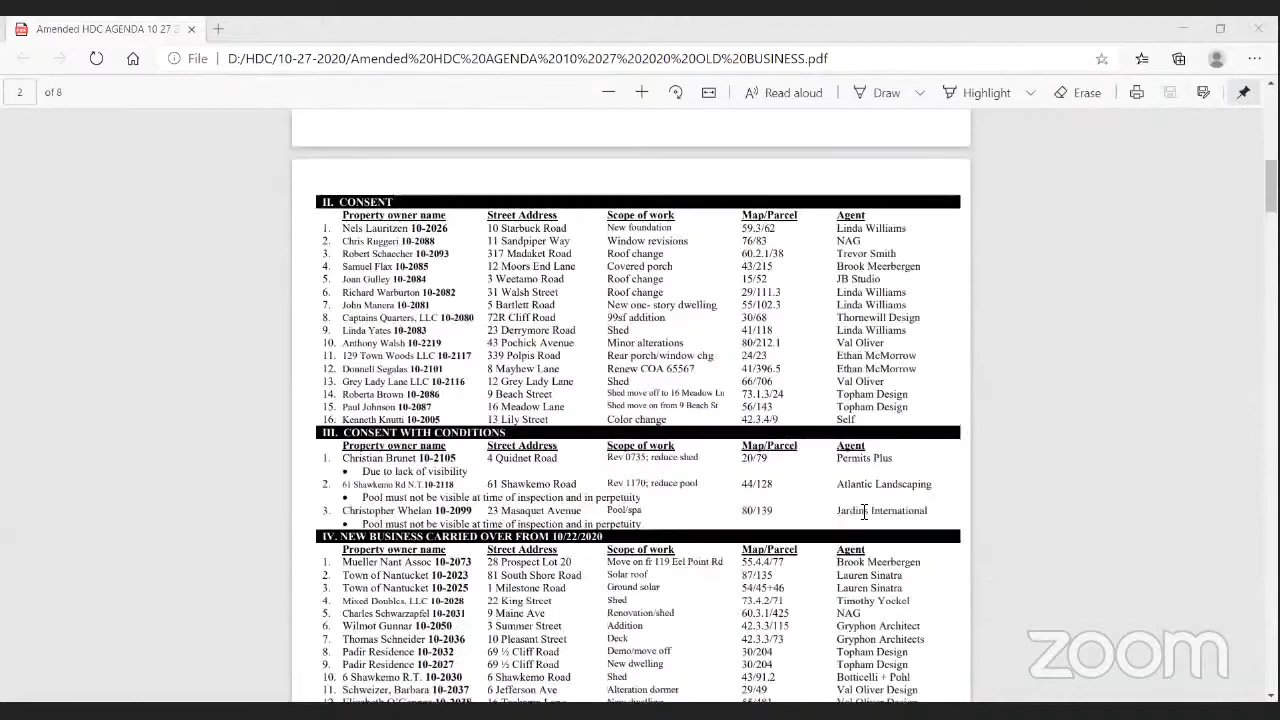 Amended HDC AGENDA 10 27 2
File D:/HDC/10-27-2020/Amended%20HDC%20AGENDA%2010%2027%202020%20OLD%20BUSINESS.pdf
2 of 8 Read aloud Draw Highlight Erase
II. CONSENT
Property owner name Street Address Scope of work Map/Parcel Agent
1. Nels Lauritzen 10-2026 10 Starbuck Road New foundation 59.3/62 Linda Williams
2. Chris Ruggeri 10-2088 11 Sandpiper Way Window revisions 76/83 NAG
3. Robert Schaecher 10-2093 317 Madaket Road Roof change 60.2.1/38 Trevor Smith
4. Samuel Flax 10-2085 12 Moors End Lane Covered porch 43/215 Brook Meerbergen
5. Joan Gulley 10-2084 3 Weetamo Road Roof change 15/52 JB Studio
6. Richard Warburton 10-2082 31 Walsh Street Roof change 29/111.3 Linda Williams
7. John Manera 10-2081 5 Bartlett Road New one- story dwelling 55/102.3 Linda Williams
8. Captains Quarters, LLC 10-2080 72R Cliff Road 99sf addition 30/68 Thornewill Design
9. Linda Yates 10-2083 23 Derrymore Road Shed 41/118 Linda Williams
10. Anthony Walsh 10-2219 43 Pochick Avenue Minor alterations 80/212.1 Val Oliver
11. 129 Town Woods LLC 10-2117 339 Polpis Road Rear porch/window chg 24/23 Ethan McMorrow
12. Donnell Segalas 10-2101 8 Mayhew Lane Renew COA 65567 41/396.5 Ethan McMorrow
13. Grey Lady Lane LLC 10-2116 12 Grey Lady Lane Shed 66/706 Val Oliver
14. Roberta Brown 10-2086 9 Beach Street Shed move off to 16 Meadow Ln 73.1.3/24 Topham Design
15. Paul Johnson 10-2087 16 Meadow Lane Shed move on from 9 Beach St 56/143 Topham Design
16. Kenneth Knutti 10-2005 13 Lily Street Color change 42.3.4/9 Self
III. CONSENT WITH CONDITIONS
Property owner name Street Address Scope of work Map/Parcel Agent
1. Christian Brunet 10-2105 4 Quidnet Road Rev 0735; reduce shed 20/79 Permits Plus
• Due to lack of visibility
2. 61 Shawkemo Rd N.T.10-2118 61 Shawkemo Road Rev 1170; reduce pool 44/128 Atlantic Landscaping
• Pool must not be visible at time of inspection and in perpetuity
3. Christopher Whelan 10-2099 23 Masaquet Avenue Pool/spa 80/139 Jardins International
• Pool must not be visible at time of inspection and in perpetuity
IV. NEW BUSINESS CARRIED OVER FROM 10/22/2020
Property owner name Street Address Scope of work Map/Parcel Agent
1. Mueller Nant Assoc 10-2073 28 Prospect Lot 20 Move on fr 119 Eel Point Rd 55.4.4/77 Brook Meerbergen
2. Town of Nantucket 10-2023 81 South Shore Road Solar roof 87/135 Lauren Sinatra
3. Town of Nantucket 10-2025 1 Milestone Road Ground solar 54/45+46 Lauren Sinatra
4. Mixed Doubles, LLC 10-2028 22 King Street Shed 73.4.2/71 Timothy Yockel
5. Charles Schwarzapfel 10-2031 9 Maine Ave Renovation/shed 60.3.1/425 NAG
6. Wilmot Gunnar 10-2050 3 Summer Street Addition 42.3.3/115 Gryphon Architect
7. Thomas Schneider 10-2036 10 Pleasant Street Deck 42.3.3/73 Gryphon Architects
8. Padir Residence 10-2032 69 ½ Cliff Road Demo/move off 30/204 Topham Design
9. Padir Residence 10-2027 69 ½ Cliff Road New dwelling 30/204 Topham Design
10. 6 Shawkemo R.T. 10-2030 6 Shawkemo Road Shed 43/91.2 Botticelli + Pohl
11. Schweizer, Barbara 10-2037 6 Jefferson Ave Alteration dormer 29/49 Val Oliver Design
zoom